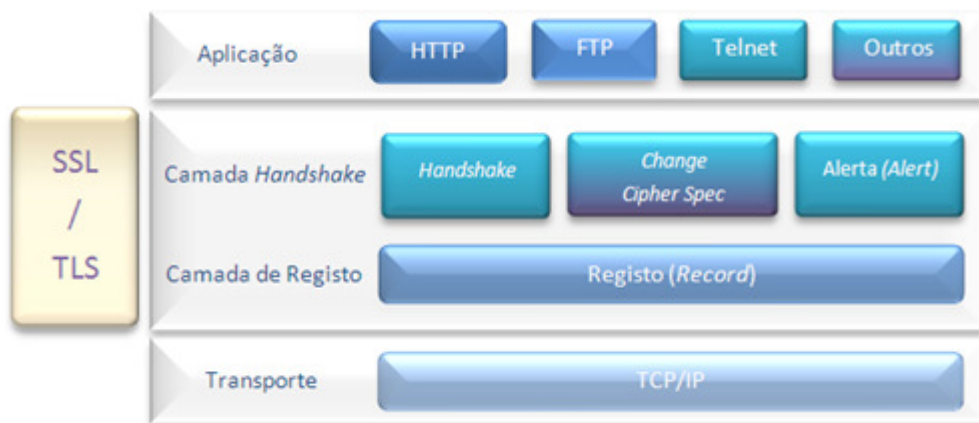 Aplicação
HTTP
FTP
Telnet
Outros
SSL
/
TLS
Camada Handshake
Handshake
Change
Cipher Spec
Alerta (Alert)
Camada de Registo
Registo (Record)
Transporte
TCP/IP